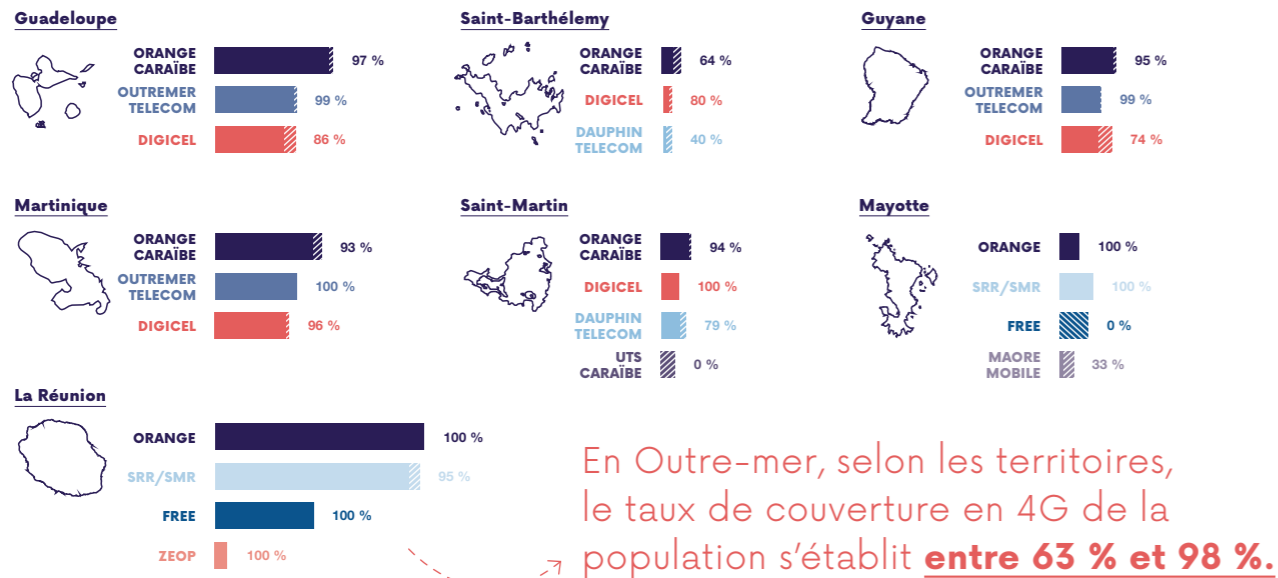 Guadeloupe
ORANGE
CARAÏBE
97 %
OUTREMER
TELECOM
99 %
DIGICEL
86 %
Saint-Barthélemy
ORANGE
CARAÏBE
64 %
DIGICEL
80 %
DAUPHIN
TELECOM
40 %
Guyane
ORANGE
CARAÏBE
95 %
OUTREMER
TELECOM
99 %
DIGICEL
74 %
Martinique
ORANGE
CARAÏBE
93 %
OUTREMER
TELECOM
100 %
DIGICEL
96 %
Saint-Martin
ORANGE
CARAÏBE
94 %
DIGICEL
100 %
DAUPHIN
TELECOM
79 %
UTS
CARAÏBE
0 %
Mayotte
ORANGE
100 %
SRR/SMR
100 %
FREE
0 %
MAORE
MOBILE
33 %
La Réunion
ORANGE
100 %
SRR/SMR
95 %
FREE
100 %
ZEOP
100 %
En Outre-mer, selon les territoires,
le taux de couverture en 4G de la
population s’établit entre 63 % et 98 %.